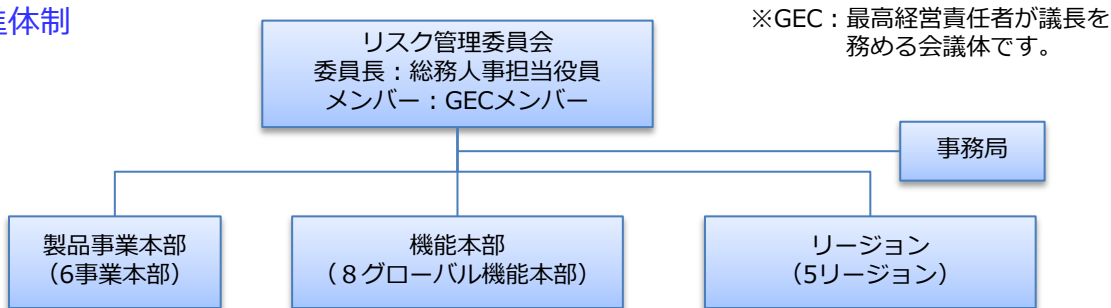 進体制
※GEC：最高経営責任者が議長を
務める会議体です。
リスク管理委員会
委員長：総務人事担当役員
メンバー：GECメンバー
事務局
製品事業本部
（6事業本部）
機能本部
（８グローバル機能本部）
リージョン
（5リージョン）